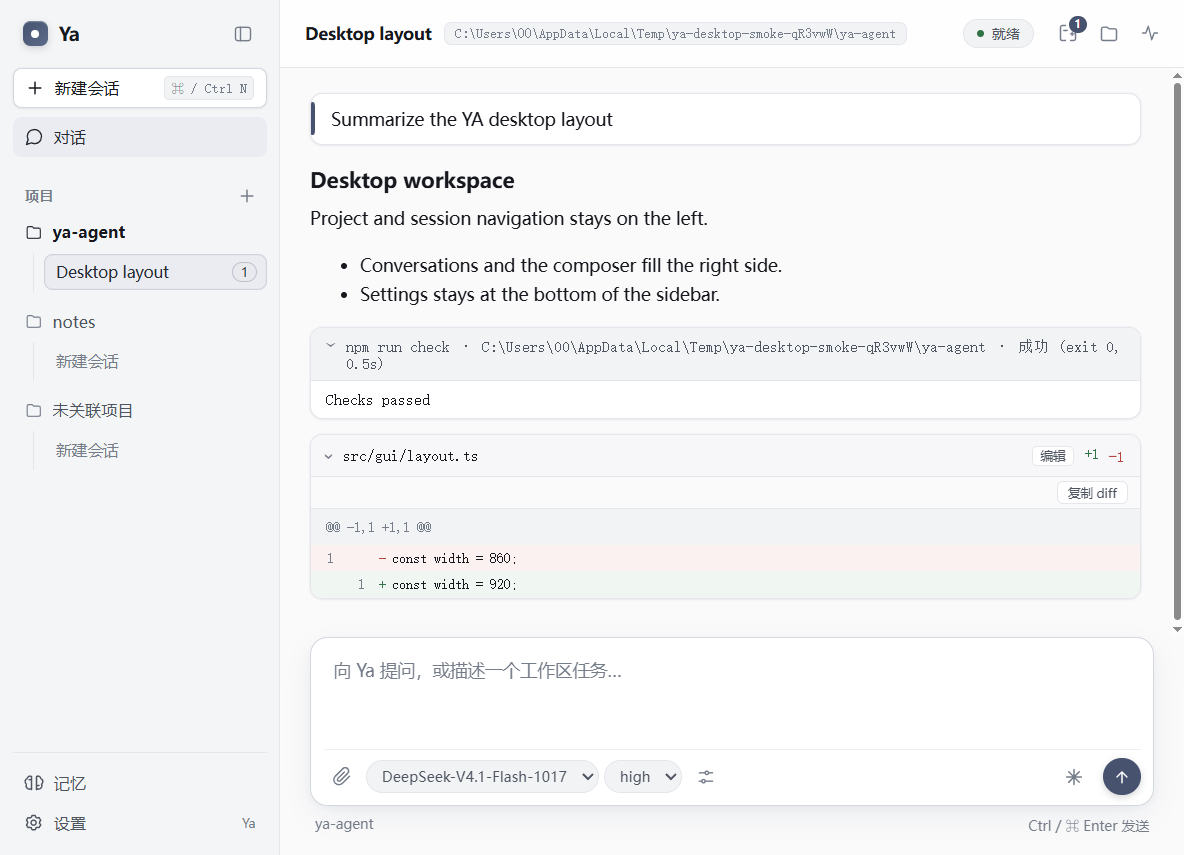 Ya
新建会话 ⌘ / Ctrl N
对话
项目
ya-agent
Desktop layout 1
notes
新建会话
未关联项目
新建会话
记忆
设置 Ya
Desktop layout C:\Users\00\AppData\Local\Temp\ya-desktop-smoke-qR3vwW\ya-agent 就绪 1
Summarize the YA desktop layout
Desktop workspace
Project and session navigation stays on the left.
• Conversations and the composer fill the right side.
• Settings stays at the bottom of the sidebar.
npm run check · C:\Users\00\AppData\Local\Temp\ya-desktop-smoke-qR3vwW\ya-agent · 成功 (exit 0,
0.5s)
Checks passed
src/gui/layout.ts 编辑 +1 −1
复制 diff
@@ -1,1 +1,1 @@
1 - const width = 860;
1 + const width = 920;
向 Ya 提问，或描述一个工作区任务...
DeepSeek-V4.1-Flash-1017 high
ya-agent Ctrl / ⌘ Enter 发送